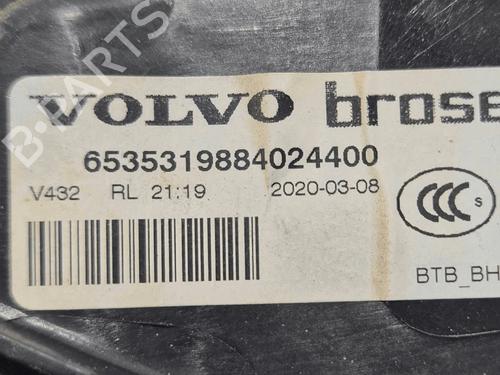 VOLVO brose
6535319884024400
V432 RL 21:19 2020-03-08
CCC S
BTB_BH
B-PARTS